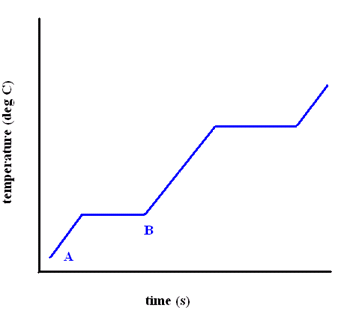 temperature (deg C)
B
A
time (s)